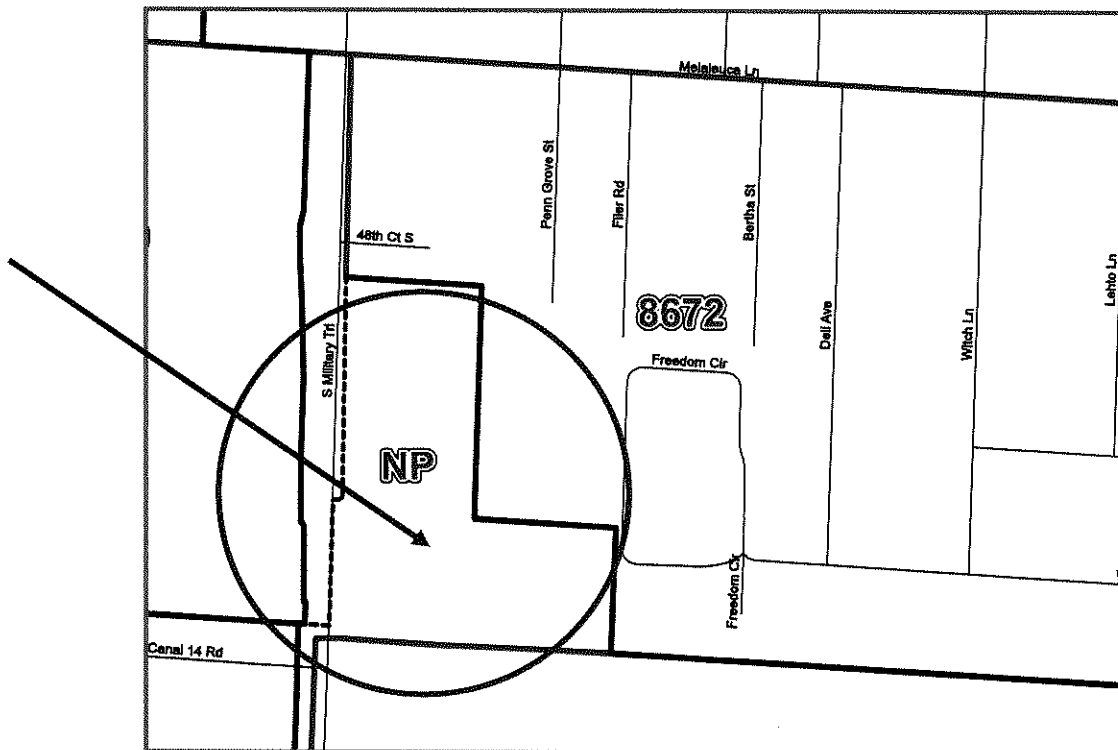 Melaleuca Ln
Penn Grove St
Filer Rd
Bertha St
48th Ct S
Lehto Ln
8672
S Military Trl
Dell Ave
Witch Ln
Freedom Cir
NP
Freedom Cir
Canal 14 Rd